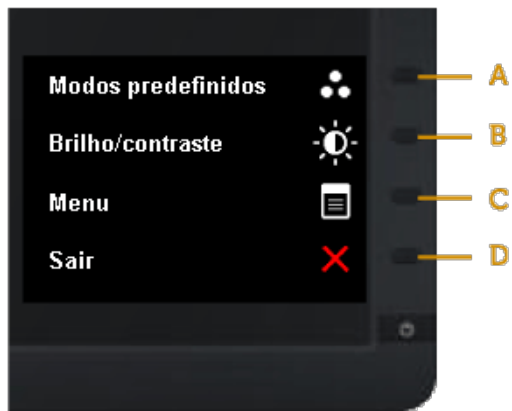 Modos predefinidos
A
Brilho/contraste
B
Menu
C
Sair
D